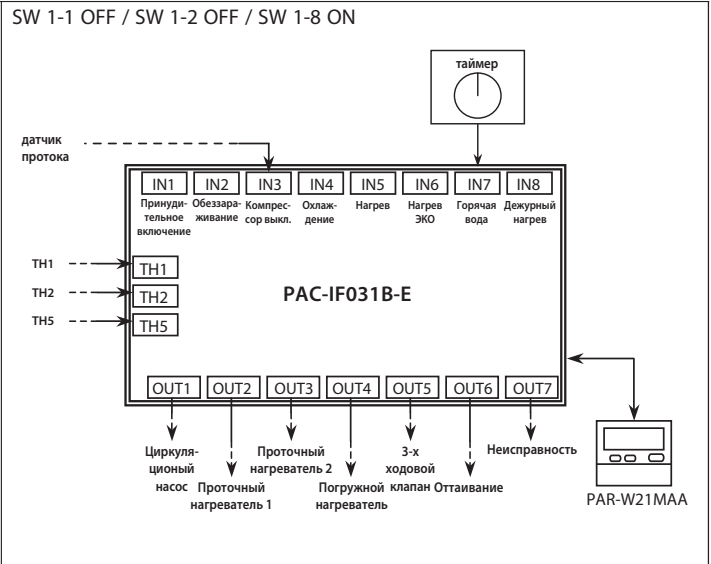 SW 1-1 OFF / SW 1-2 OFF / SW 1-8 ON
таймер
датчик
протока
IN1 IN2 IN3 IN4 IN5 IN6 IN7 IN8
Принуди-
тельное
включение
Обеззара-
живание
Компрес-
сор выкл.
Охлаж-
дение
Нагрев
Нагрев
ЭКО
Горячая
вода
Дежурный
нагрев
TH1 TH1
TH2 TH2
TH5 TH5
PAC-IF031B-E
OUT1 OUT2 OUT3 OUT4 OUT5 OUT6 OUT7
Циркуля-
ционый
насос
Проточный
нагреватель 1
Проточный
нагреватель 2
Погружной
нагреватель
3-х
ходовой
клапан
Оттаивание
Неисправность
PAR-W21MAA